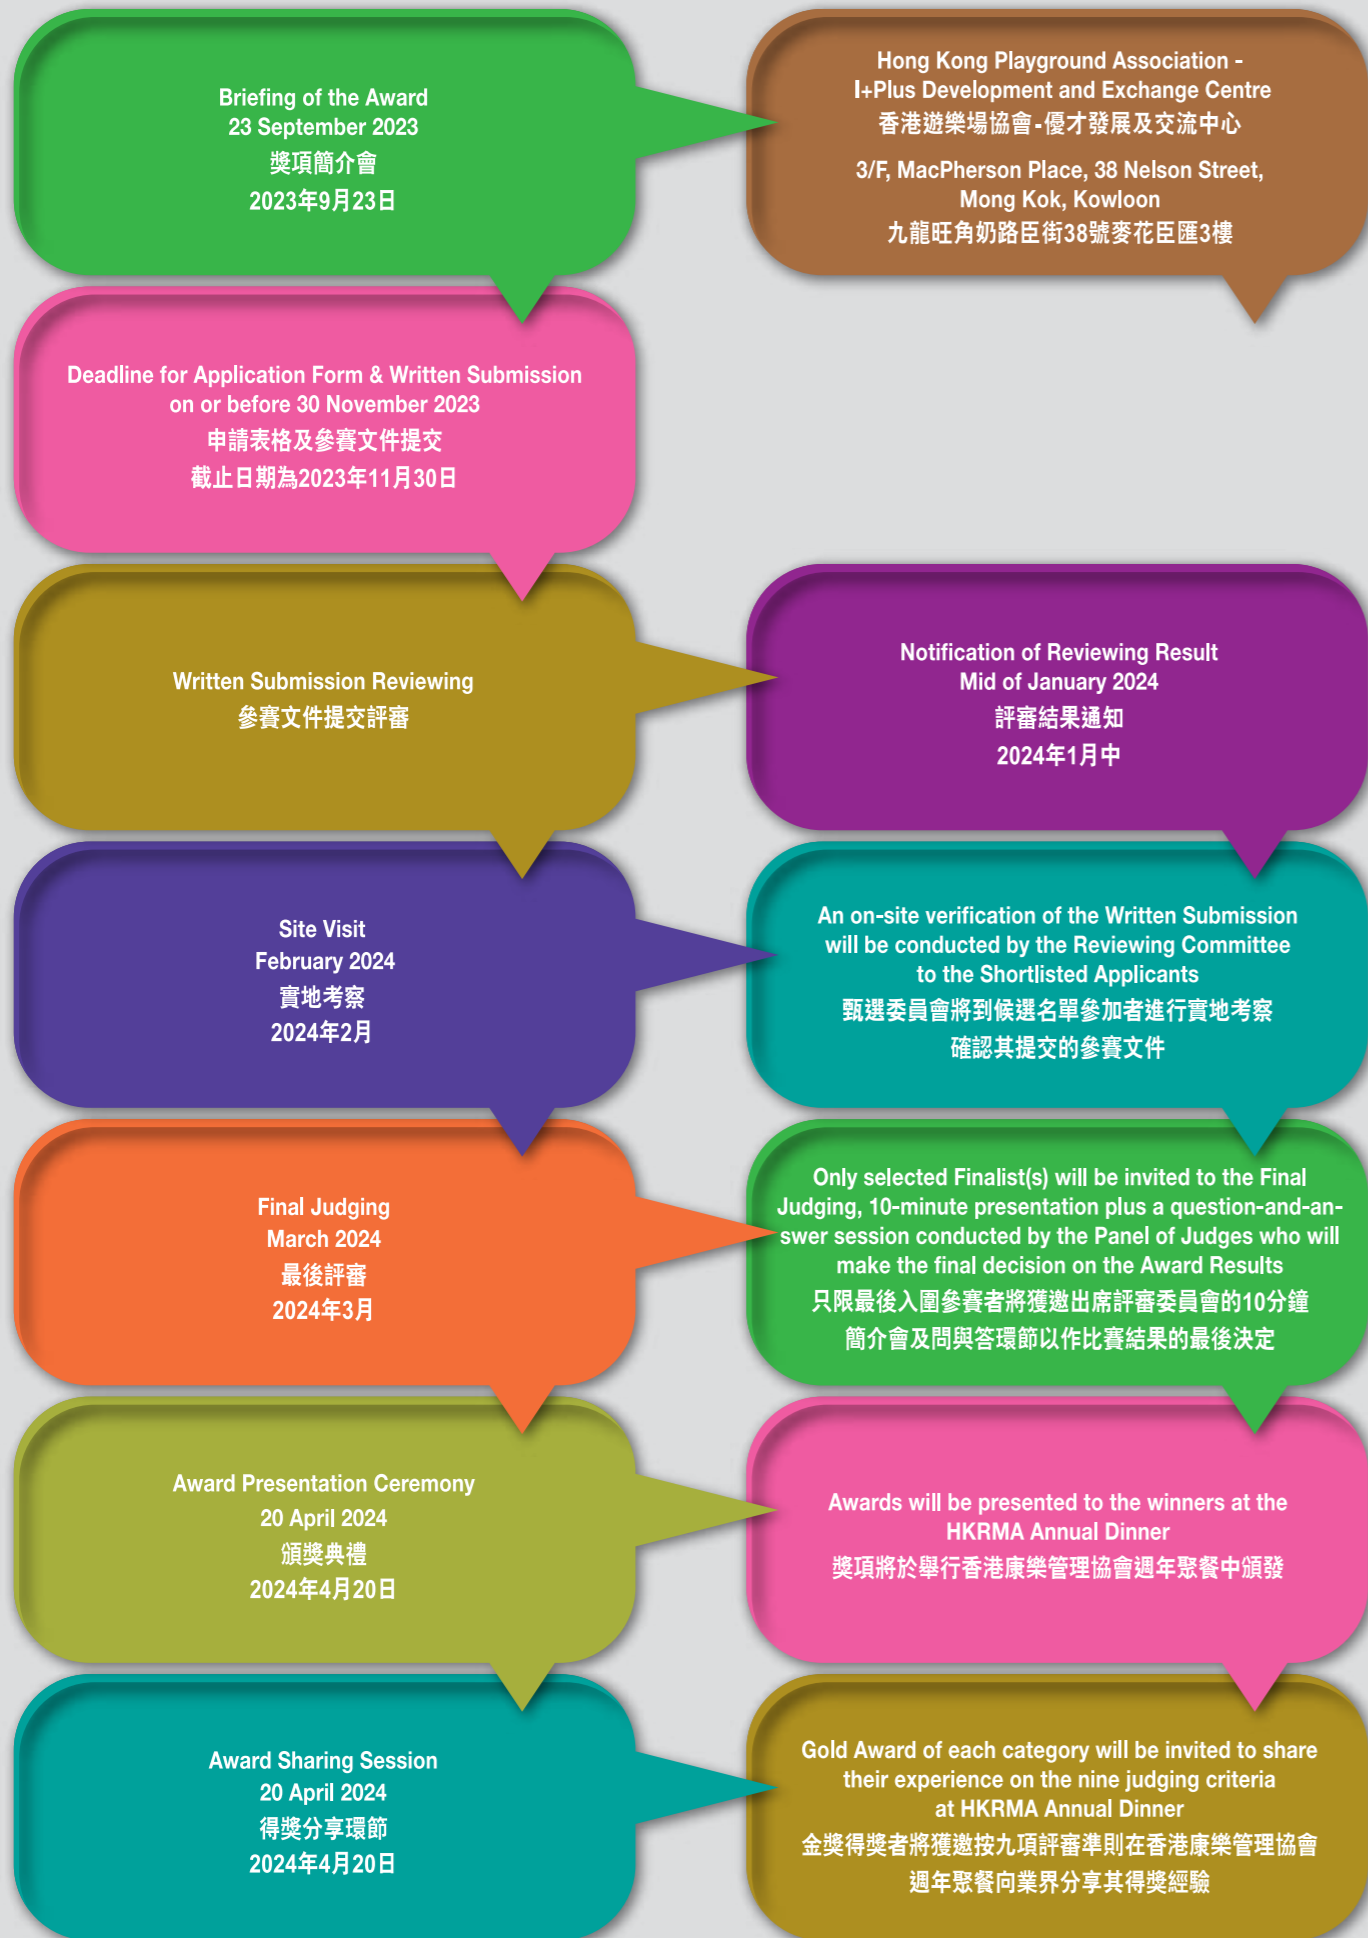 Briefing of the Award
23 September 2023
獎項簡介會
2023年9月23日
Hong Kong Playground Association -
I+Plus Development and Exchange Centre
香港遊樂場協會-優才發展及交流中心
3/F, MacPherson Place, 38 Nelson Street,
Mong Kok, Kowloon
九龍旺角奶路臣街38號麥花臣匯3樓
Deadline for Application Form & Written Submission
on or before 30 November 2023
申請表格及參賽文件提交
截止日期為2023年11月30日
Written Submission Reviewing
參賽文件提交評審
Notification of Reviewing Result
Mid of January 2024
評審結果通知
2024年1月中
Site Visit
February 2024
實地考察
2024年2月
An on-site verification of the Written Submission
will be conducted by the Reviewing Committee
to the Shortlisted Applicants
甄選委員會將到候選名單參加者進行實地考察
確認其提交的參賽文件
Final Judging
March 2024
最後評審
2024年3月
Only selected Finalist(s) will be invited to the Final
Judging, 10-minute presentation plus a question-and-an-
swer session conducted by the Panel of Judges who will
make the final decision on the Award Results
只限最後入圍參賽者將獲邀出席評審委員會的10分鐘
簡介會及問與答環節以作比賽結果的最後決定
Award Presentation Ceremony
20 April 2024
頒獎典禮
2024年4月20日
Awards will be presented to the winners at the
HKRMA Annual Dinner
獎項將於舉行香港康樂管理協會週年聚餐中頒發
Award Sharing Session
20 April 2024
得獎分享環節
2024年4月20日
Gold Award of each category will be invited to share
their experience on the nine judging criteria
at HKRMA Annual Dinner
金獎得獎者將獲邀按九項評審準則在香港康樂管理協會
週年聚餐向業界分享其得獎經驗